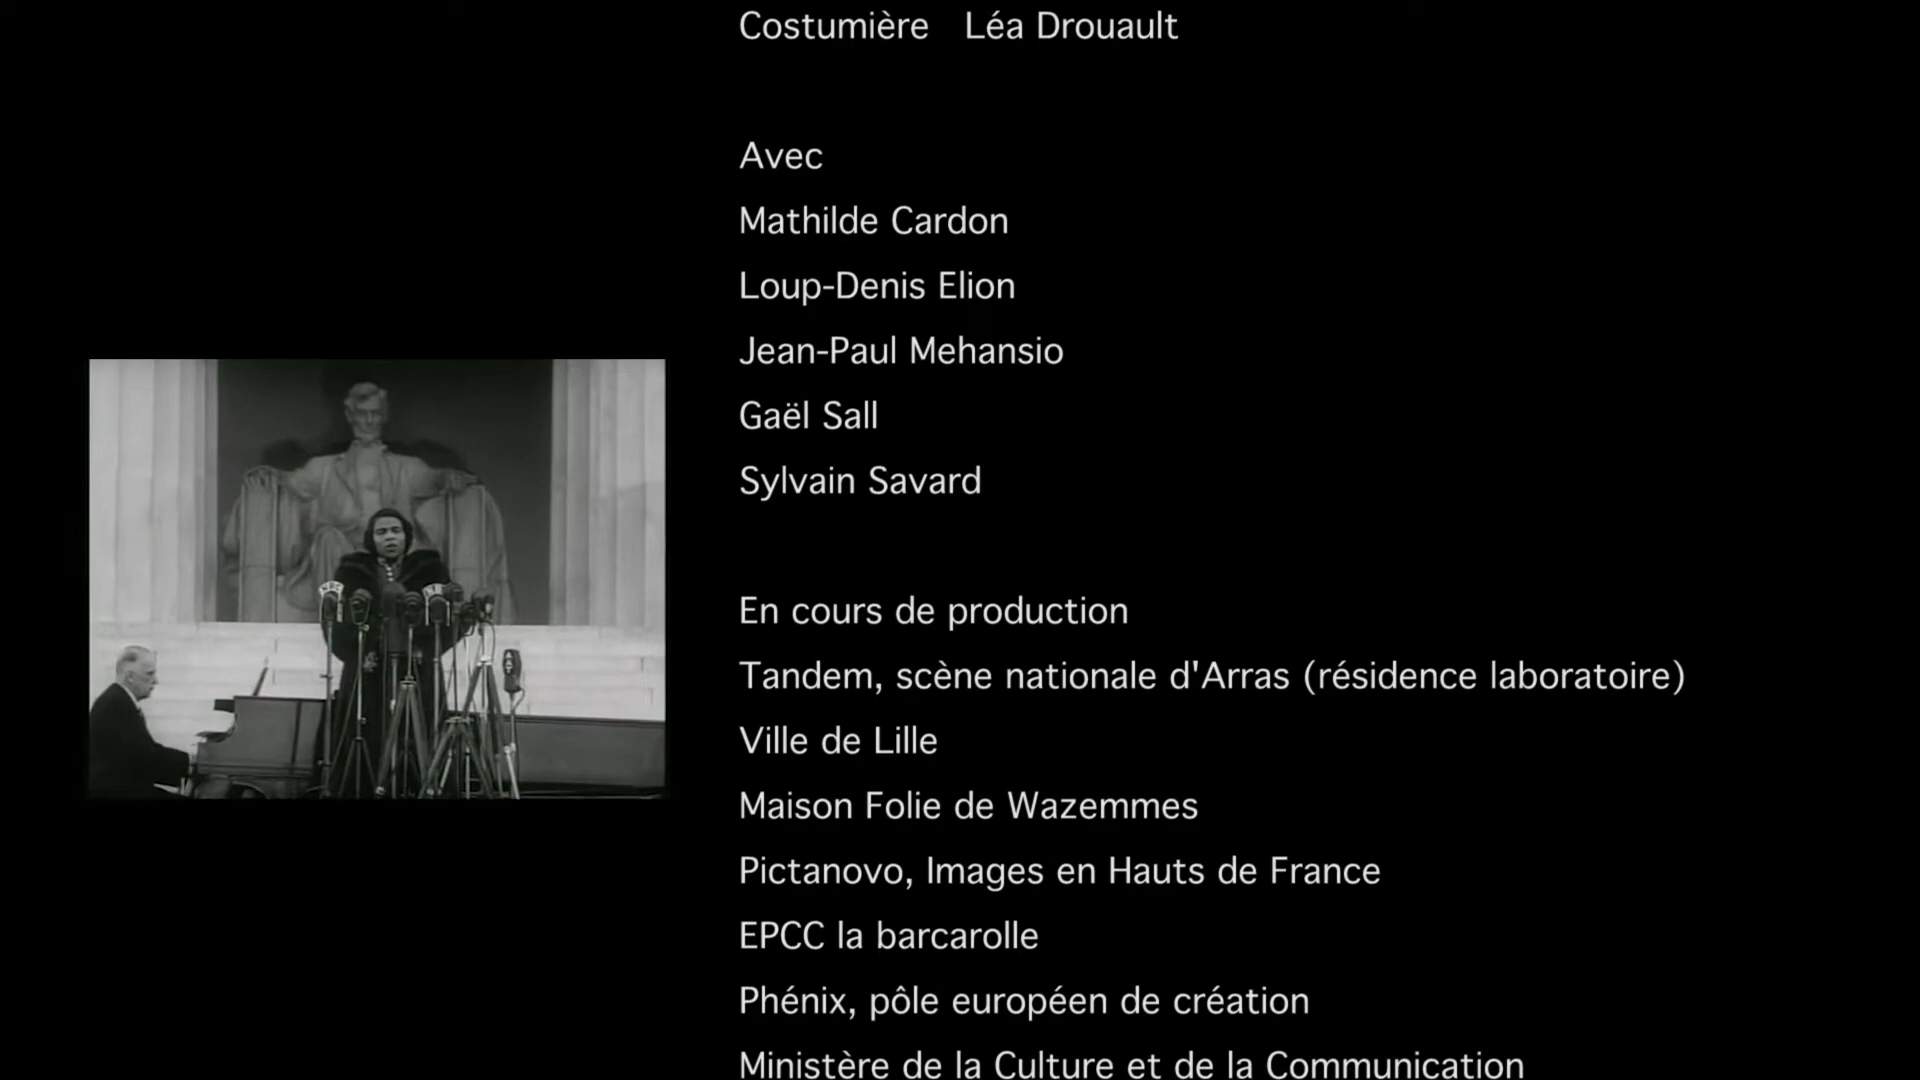 Costumière Léa Drouault
Avec
Mathilde Cardon
Loup-Denis Elion
Jean-Paul Mehansio
Gaël Sall
Sylvain Savard
En cours de production
Tandem, scène nationale d'Arras (résidence laboratoire)
Ville de Lille
Maison Folie de Wazemmes
Pictanovo, Images en Hauts de France
EPCC la barcarolle
Phénix, pôle européen de création
Ministère de la Culture et de la Communication